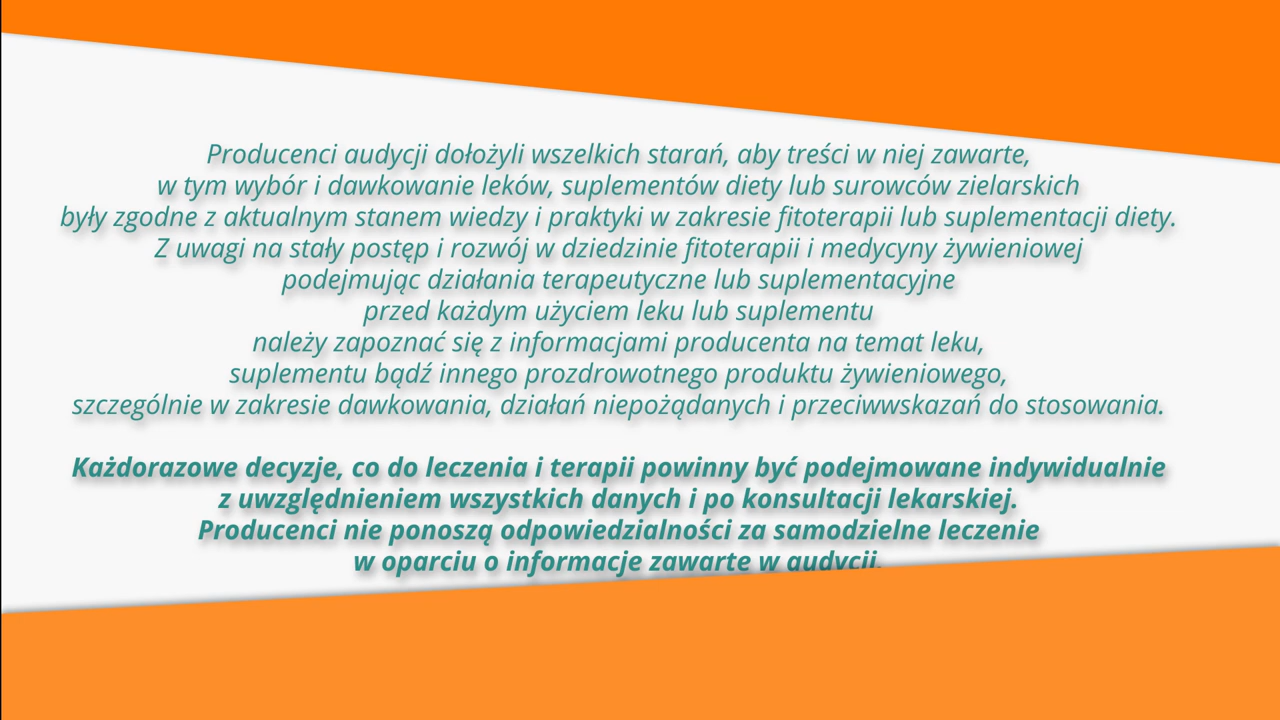 Producenci audycji dołożyli wszelkich starań, aby treści w niej zawarte,
w tym wybór i dawkowanie leków, suplementów diety lub surowców zielarskich
były zgodne z aktualnym stanem wiedzy i praktyki w zakresie fitoterapii lub suplementacji diety.
Z uwagi na stały postęp i rozwój w dziedzinie fitoterapii i medycyny żywieniowej
podejmując działania terapeutyczne lub suplementacyjne
przed każdym użyciem leku lub suplementu
należy zapoznać się z informacjami producenta na temat leku,
suplementu bądź innego prozdrowotnego produktu żywieniowego,
szczególnie w zakresie dawkowania, działań niepożądanych i przeciwwskazań do stosowania.
Każdorazowe decyzje, co do leczenia i terapii powinny być podejmowane indywidualnie
z uwzględnieniem wszystkich danych i po konsultacji lekarskiej.
Producenci nie ponoszą odpowiedzialności za samodzielne leczenie
w oparciu o informacje zawarte w audycji.